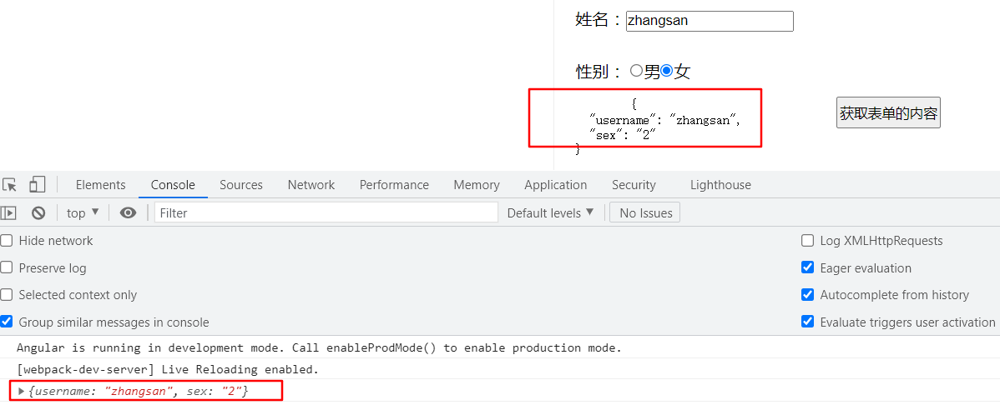 姓名：zhangsan
性别：男女
{
"username": "zhangsan",
"sex": "2"
}
获取表单的内容
Elements Console Sources Network Performance Memory Application Security Lighthouse
top ▼ Filter Default levels ▼ No Issues
Hide network Log XMLHttpRequests
Preserve log Eager evaluation
Selected context only Autocomplete from history
Group similar messages in console Evaluate triggers user activation
Angular is running in development mode. Call enableProdMode() to enable production mode.
[webpack-dev-server] Live Reloading enabled.
▶{username: "zhangsan", sex: "2"}